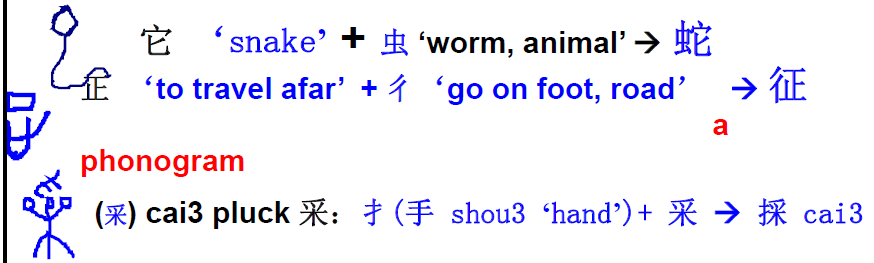 它 ‘snake’ + 虫 ‘worm, animal’ → 蛇
正 ‘to travel afar’ + 彳 ‘go on foot, road’ → 征
a
phonogram
(采) cai3 pluck 采：扌(手 shou3 ‘hand’)+ 采 → 採 cai3